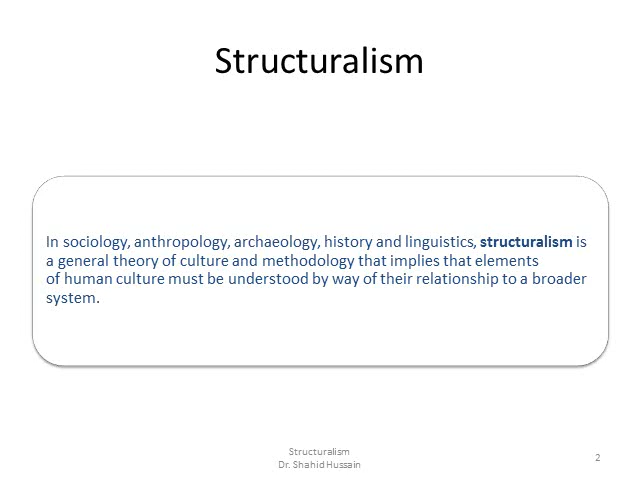 Structuralism
In sociology, anthropology, archaeology, history and linguistics, structuralism is
a general theory of culture and methodology that implies that elements
of human culture must be understood by way of their relationship to a broader
system.
Structuralism
Dr. Shahid Hussain
2